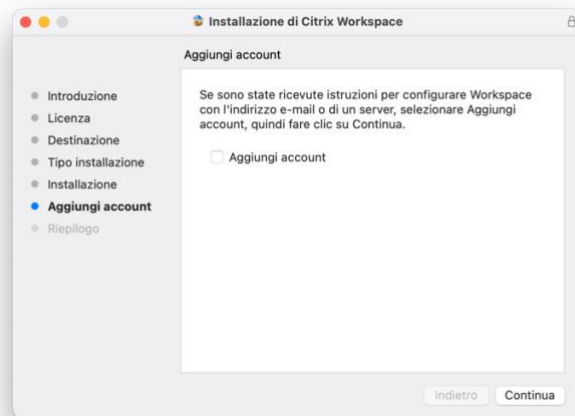 Installazione di Citrix Workspace
Aggiungi account
Introduzione
Licenza
Destinazione
Tipo installazione
Installazione
Aggiungi account
Riepilogo
Se sono state ricevute istruzioni per configurare Workspace
con l'indirizzo e-mail o di un server, selezionare Aggiungi
account, quindi fare clic su Continua.
Aggiungi account
Indietro
Continua